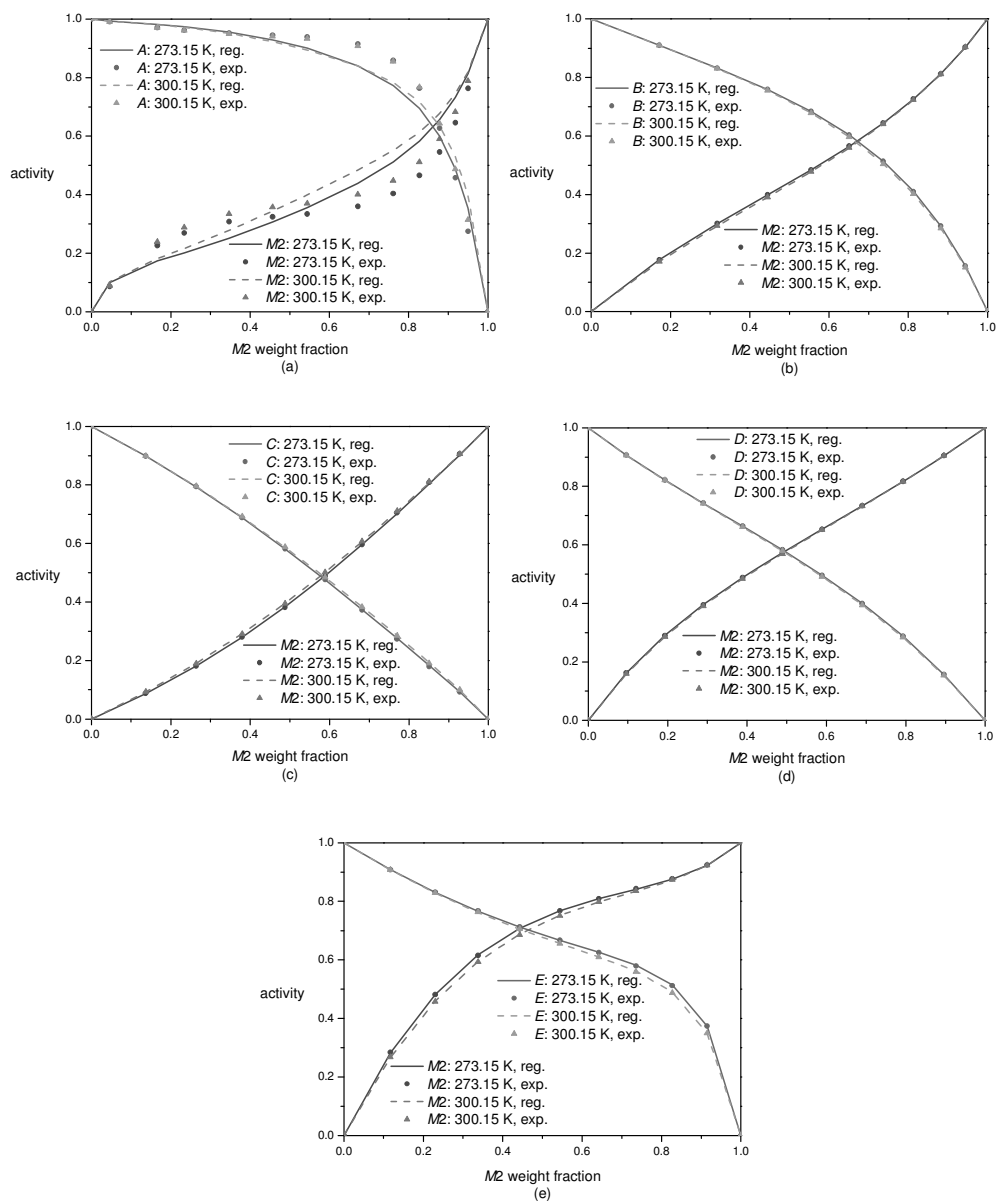 1.0
0.8
0.6
activity
0.4
0.2
0.0
A: 273.15 K, reg.
A: 273.15 K, exp.
A: 300.15 K, reg.
A: 300.15 K, exp.
M2: 273.15 K, reg.
M2: 273.15 K, exp.
M2: 300.15 K, reg.
M2: 300.15 K, exp.
0.0 0.2 0.4 0.6 0.8 1.0
M2 weight fraction
(a)
1.0
0.8
0.6
activity
0.4
0.2
0.0
B: 273.15 K, reg.
B: 273.15 K, exp.
B: 300.15 K, reg.
B: 300.15 K, exp.
M2: 273.15 K, reg.
M2: 273.15 K, exp.
M2: 300.15 K, reg.
M2: 300.15 K, exp.
0.0 0.2 0.4 0.6 0.8 1.0
M2 weight fraction
(b)
1.0
0.8
0.6
activity
0.4
0.2
0.0
C: 273.15 K, reg.
C: 273.15 K, exp.
C: 300.15 K, reg.
C: 300.15 K, exp.
M2: 273.15 K, reg.
M2: 273.15 K, exp.
M2: 300.15 K, reg.
M2: 300.15 K, exp.
0.0 0.2 0.4 0.6 0.8 1.0
M2 weight fraction
(c)
1.0
0.8
0.6
activity
0.4
0.2
0.0
D: 273.15 K, reg.
D: 273.15 K, exp.
D: 300.15 K, reg.
D: 300.15 K, exp.
M2: 273.15 K, reg.
M2: 273.15 K, exp.
M2: 300.15 K, reg.
M2: 300.15 K, exp.
0.0 0.2 0.4 0.6 0.8 1.0
M2 weight fraction
(d)
1.0
0.8
0.6
activity
0.4
0.2
0.0
E: 273.15 K, reg.
E: 273.15 K, exp.
E: 300.15 K, reg.
E: 300.15 K, exp.
M2: 273.15 K, reg.
M2: 273.15 K, exp.
M2: 300.15 K, reg.
M2: 300.15 K, exp.
0.0 0.2 0.4 0.6 0.8 1.0
M2 weight fraction
(e)